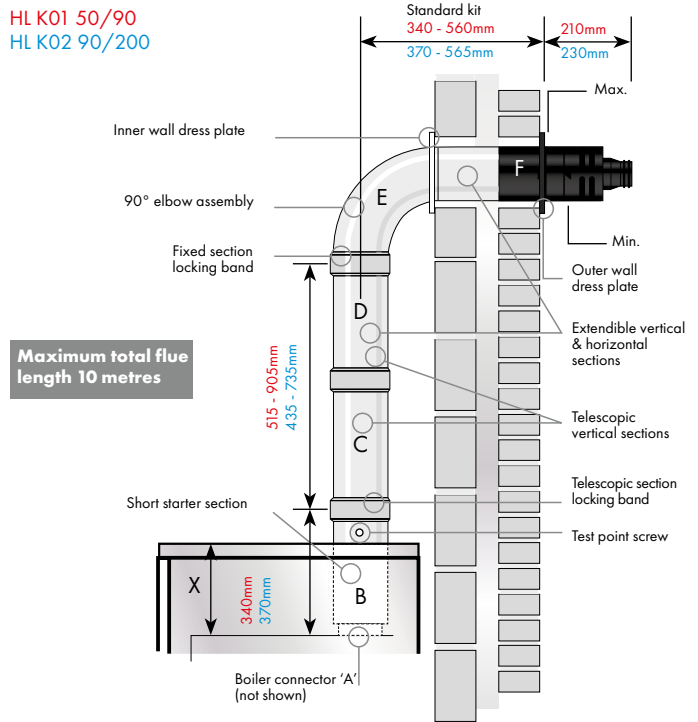 HL K01 50/90
HL K02 90/200
Standard kit
340 - 560mm
370 - 565mm
210mm
230mm
Max.
Inner wall dress plate
F
E
90° elbow assembly
Min.
Fixed section
locking band
Outer wall
dress plate
D
Extendible vertical
& horizontal
sections
Maximum total flue
length 10 metres
515 - 905mm
435 - 735mm
C
Telescopic
vertical sections
Telescopic section
locking band
Short starter section
Test point screw
X
340mm
370mm
B
Boiler connector ‘A’
(not shown)